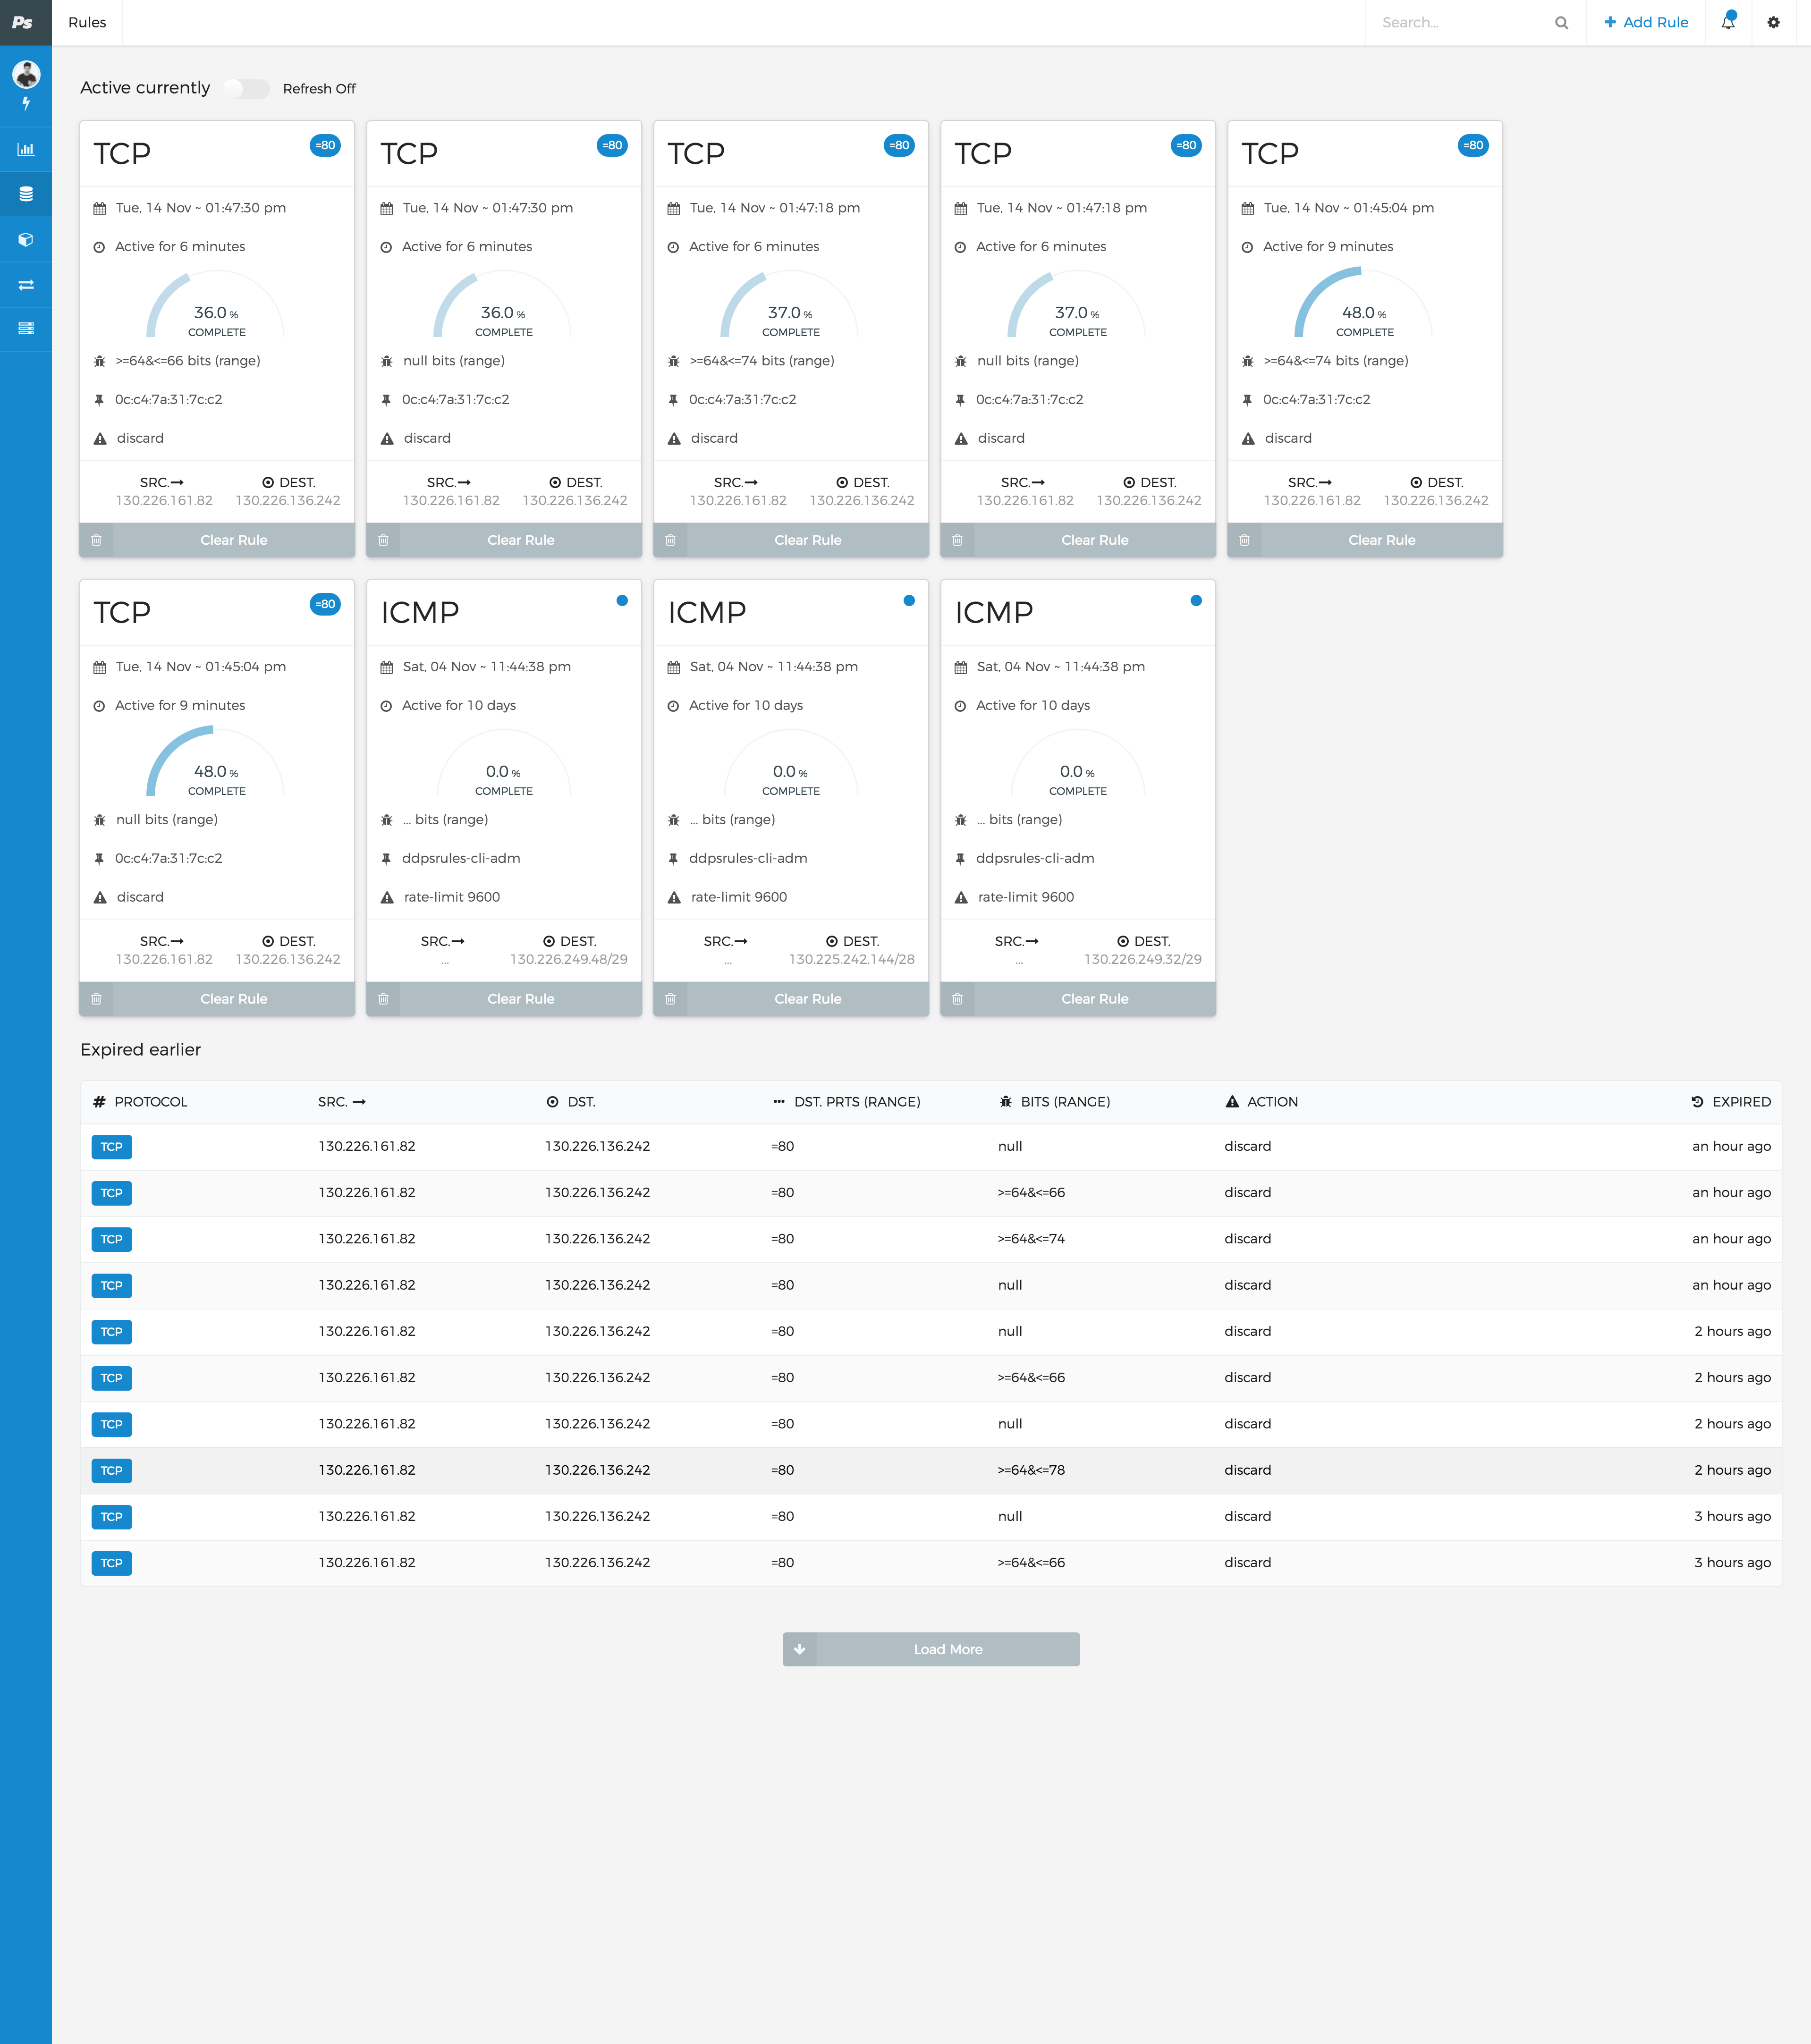 Ps Rules Search... Add Rule
Active currently Refresh Off
TCP =80
Tue, 14 Nov ~ 01:47:30 pm
Active for 6 minutes
36.0 %
COMPLETE
>=64&<=66 bits (range)
0c:c4:7a:31:7c:c2
discard
SRC. DEST.
130.226.161.82 130.226.136.242
Clear Rule
TCP =80
Tue, 14 Nov ~ 01:47:30 pm
Active for 6 minutes
36.0 %
COMPLETE
null bits (range)
0c:c4:7a:31:7c:c2
discard
SRC. DEST.
130.226.161.82 130.226.136.242
Clear Rule
TCP =80
Tue, 14 Nov ~ 01:47:18 pm
Active for 6 minutes
37.0 %
COMPLETE
>=64&<=74 bits (range)
0c:c4:7a:31:7c:c2
discard
SRC. DEST.
130.226.161.82 130.226.136.242
Clear Rule
TCP =80
Tue, 14 Nov ~ 01:47:18 pm
Active for 6 minutes
37.0 %
COMPLETE
null bits (range)
0c:c4:7a:31:7c:c2
discard
SRC. DEST.
130.226.161.82 130.226.136.242
Clear Rule
TCP =80
Tue, 14 Nov ~ 01:45:04 pm
Active for 9 minutes
48.0 %
COMPLETE
>=64&<=74 bits (range)
0c:c4:7a:31:7c:c2
discard
SRC. DEST.
130.226.161.82 130.226.136.242
Clear Rule
TCP =80
Tue, 14 Nov ~ 01:45:04 pm
Active for 9 minutes
48.0 %
COMPLETE
null bits (range)
0c:c4:7a:31:7c:c2
discard
SRC. DEST.
130.226.161.82 130.226.136.242
Clear Rule
ICMP
Sat, 04 Nov ~ 11:44:38 pm
Active for 10 days
0.0 %
COMPLETE
... bits (range)
ddpsrules-cli-adm
rate-limit 9600
SRC. DEST.
... 130.226.249.48/29
Clear Rule
ICMP
Sat, 04 Nov ~ 11:44:38 pm
Active for 10 days
0.0 %
COMPLETE
... bits (range)
ddpsrules-cli-adm
rate-limit 9600
SRC. DEST.
... 130.225.242.144/28
Clear Rule
ICMP
Sat, 04 Nov ~ 11:44:38 pm
Active for 10 days
0.0 %
COMPLETE
... bits (range)
ddpsrules-cli-adm
rate-limit 9600
SRC. DEST.
... 130.226.249.32/29
Clear Rule
Expired earlier
# PROTOCOL SRC. DST. DST. PRTS (RANGE) BITS (RANGE) ACTION EXPIRED
TCP 130.226.161.82 130.226.136.242 =80 null discard an hour ago
TCP 130.226.161.82 130.226.136.242 =80 >=64&<=66 discard an hour ago
TCP 130.226.161.82 130.226.136.242 =80 >=64&<=74 discard an hour ago
TCP 130.226.161.82 130.226.136.242 =80 null discard an hour ago
TCP 130.226.161.82 130.226.136.242 =80 null discard 2 hours ago
TCP 130.226.161.82 130.226.136.242 =80 >=64&<=66 discard 2 hours ago
TCP 130.226.161.82 130.226.136.242 =80 null discard 2 hours ago
TCP 130.226.161.82 130.226.136.242 =80 >=64&<=78 discard 2 hours ago
TCP 130.226.161.82 130.226.136.242 =80 null discard 3 hours ago
TCP 130.226.161.82 130.226.136.242 =80 >=64&<=66 discard 3 hours ago
Load More